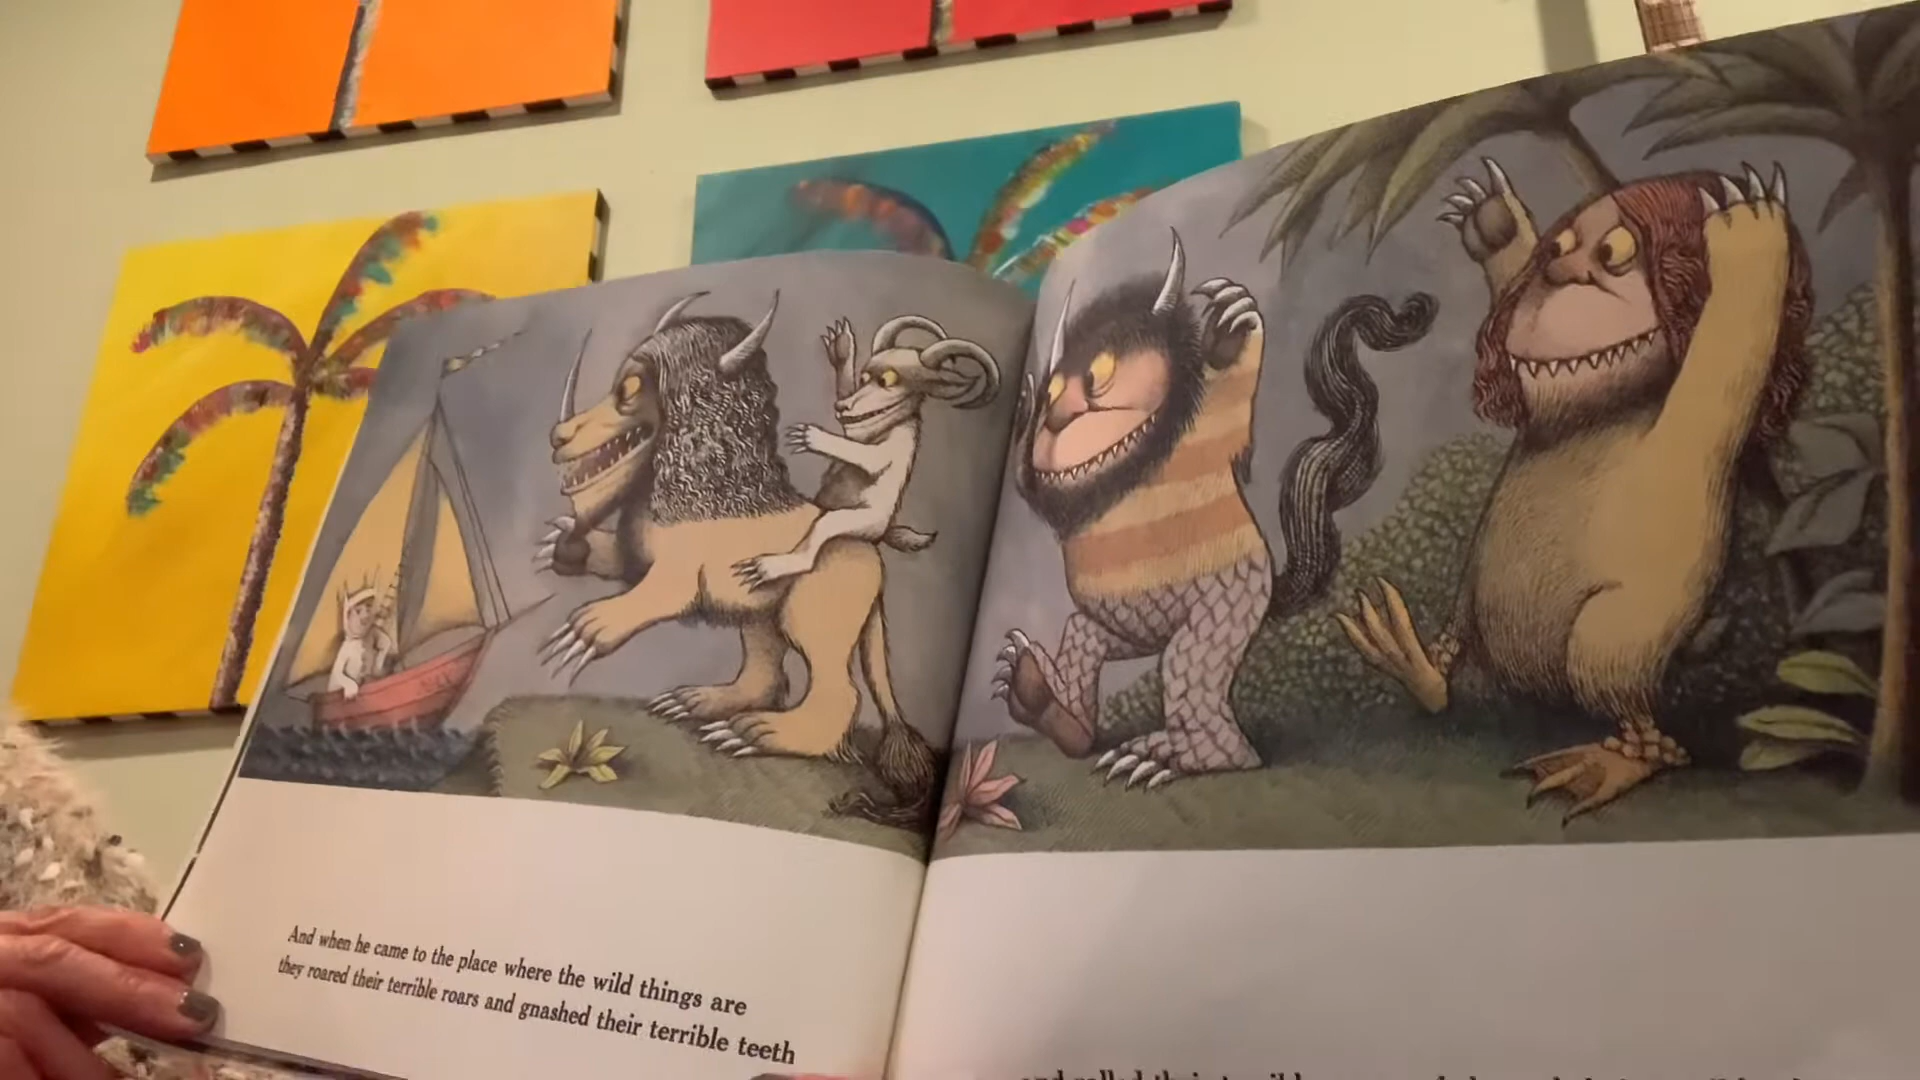 And when he came to the place where the wild things are
they roared their terrible roars and gnashed their terrible teeth